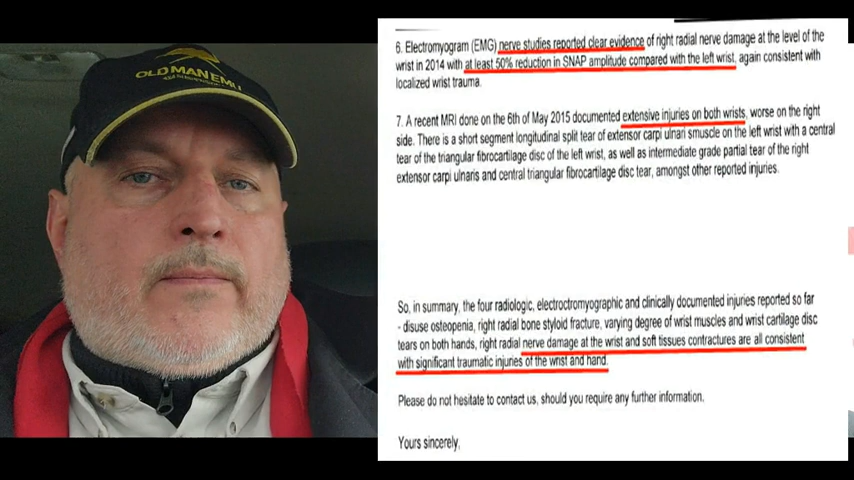 OLD MAN EMU
6. Electromyogram (EMG) nerve studies reported clear evidence of right radial nerve damage at the level of the
wrist in 2014 with at least 50% reduction in SNAP amplitude compared with the left wrist, again consistent with
localized wrist trauma.
7. A recent MRI done on the 6th of May 2015 documented extensive injuries on both wrists, worse on the right
side. There is a short segment longitudinal split tear of extensor carpi ulnari smuscle on the left wrist with a central
tear of the triangular fibrocartilage disc of the left wrist, as well as intermediate grade partial tear of the right
extensor carpi ulnaris and central triangular fibrocartilage disc tear, amongst other reported injuries.
So, in summary, the four radiologic, electroctromyographic and clinically documented injuries reported so far
- disuse osteopenia, right radial bone styloid fracture, varying degree of wrist muscles and wrist cartilage disc
tears on both hands, right radial nerve damage at the wrist and soft tissues contractures are all consistent
with significant traumatic injuries of the wrist and hand.
Please do not hesitate to contact us, should you require any further information.
Yours sincerely,